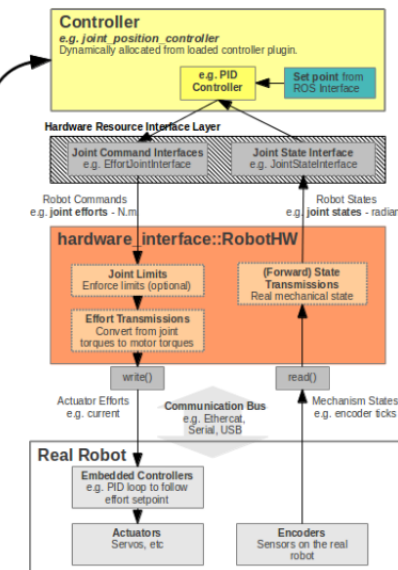 Controller
e.g. joint_position_controller
Dynamically allocated from loaded controller plugin.
e.g. PID
Controller
Set point from
ROS Interface
Hardware Resource Interface Layer
Joint Command Interfaces
e.g. EffortJointInterface
Joint State Interface
e.g. JointStateInterface
Robot Commands
e.g. joint efforts - N.m
Robot States
e.g. joint states - radian
hardware_interface::RobotHW
Joint Limits
Enforce limits (optional)
Effort Transmissions
Convert from joint
torques to motor torques
(Forward) State
Transmissions
Real mechanical state
write()
read()
Actuator Efforts
e.g. current
Communication Bus
e.g. Ethercat,
Serial, USB
Mechanism States
e.g. encoder ticks
Real Robot
Embedded Controllers
e.g. PID loop to follow
effort setpoint
Actuators
Servos, etc
Encoders
Sensors on the real
robot